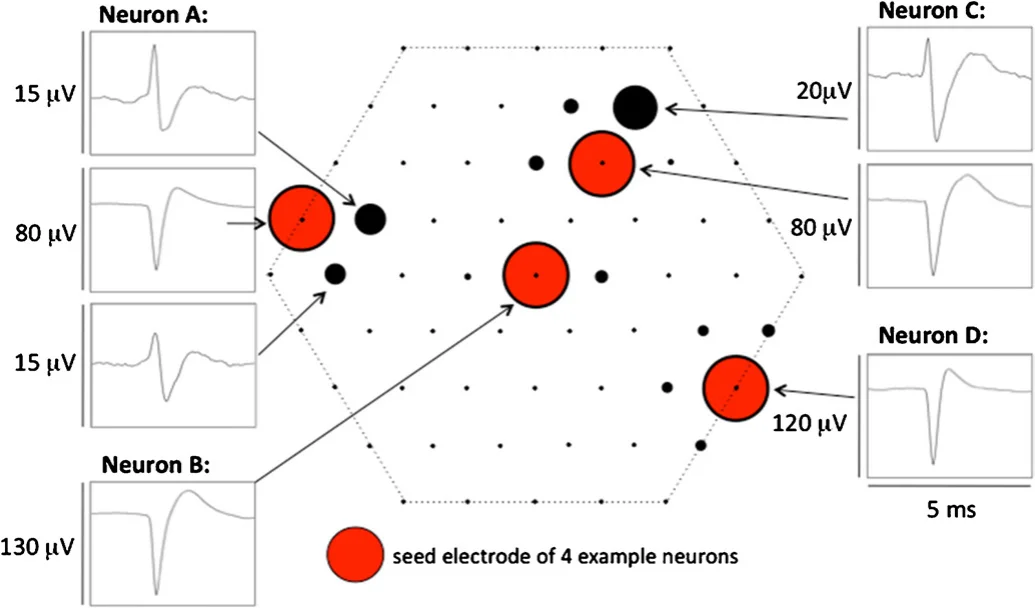 Neuron A:
15 μV
80 μV
15 μV
Neuron B:
130 μV
Neuron C:
20μV
80 μV
Neuron D:
120 μV
5 ms
seed electrode of 4 example neurons